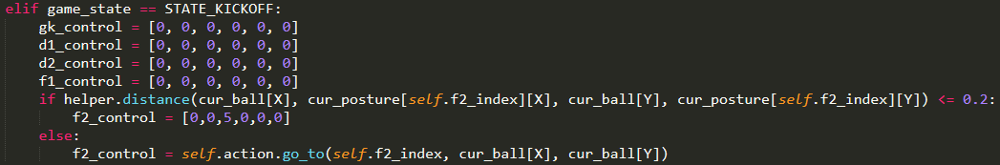 elif game_state == STATE_KICKOFF:
    gk_control = [0, 0, 0, 0, 0, 0]
    d1_control = [0, 0, 0, 0, 0, 0]
    d2_control = [0, 0, 0, 0, 0, 0]
    f1_control = [0, 0, 0, 0, 0, 0]
    if helper.distance(cur_ball[X], cur_posture[self.f2_index][X], cur_ball[Y], cur_posture[self.f2_index][Y]) <= 0.2:
        f2_control = [0,0,5,0,0,0]
    else:
        f2_control = self.action.go_to(self.f2_index, cur_ball[X], cur_ball[Y])